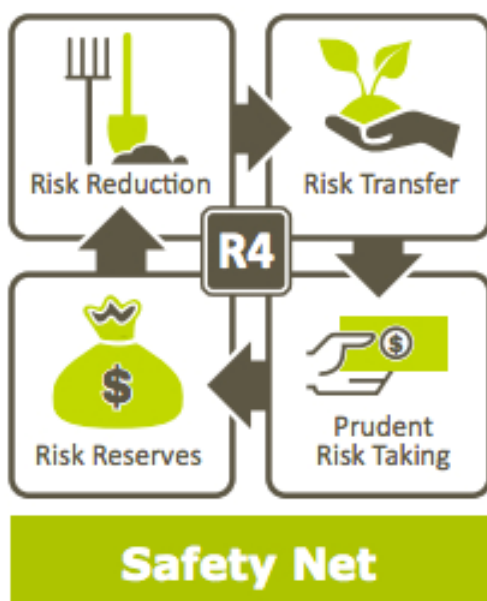 Risk Reduction
Risk Transfer
R4
$
Risk Reserves
$
Prudent
Risk Taking
Safety Net